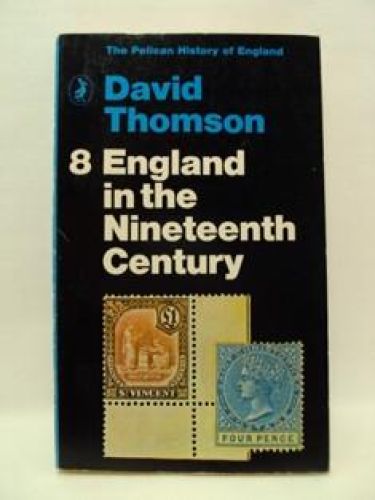 The Pelican History of England
David
Thomson
8 England
in the
Nineteenth
Century
£1
ST VINCENT
FOUR PENCE